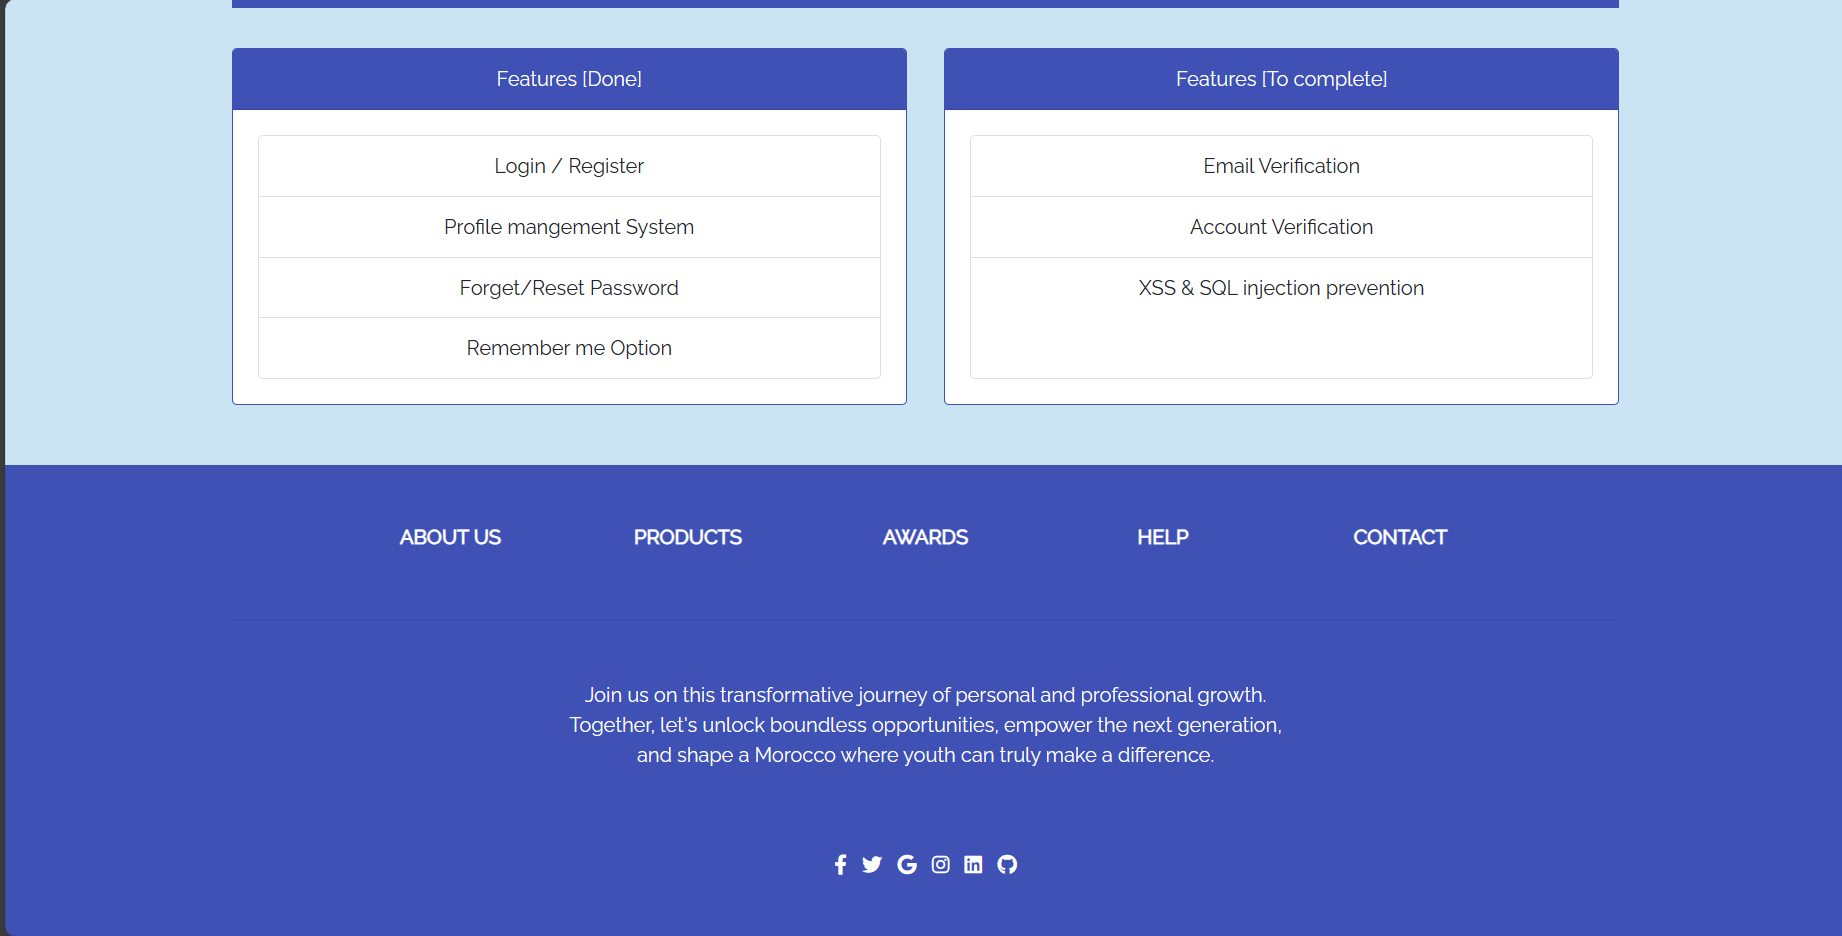 Features [Done]
Login / Register
Profile mangement System
Forget/Reset Password
Remember me Option
Features [To complete]
Email Verification
Account Verification
XSS & SQL injection prevention
ABOUT US
PRODUCTS
AWARDS
HELP
CONTACT
Join us on this transformative journey of personal and professional growth.
Together, let's unlock boundless opportunities, empower the next generation,
and shape a Morocco where youth can truly make a difference.